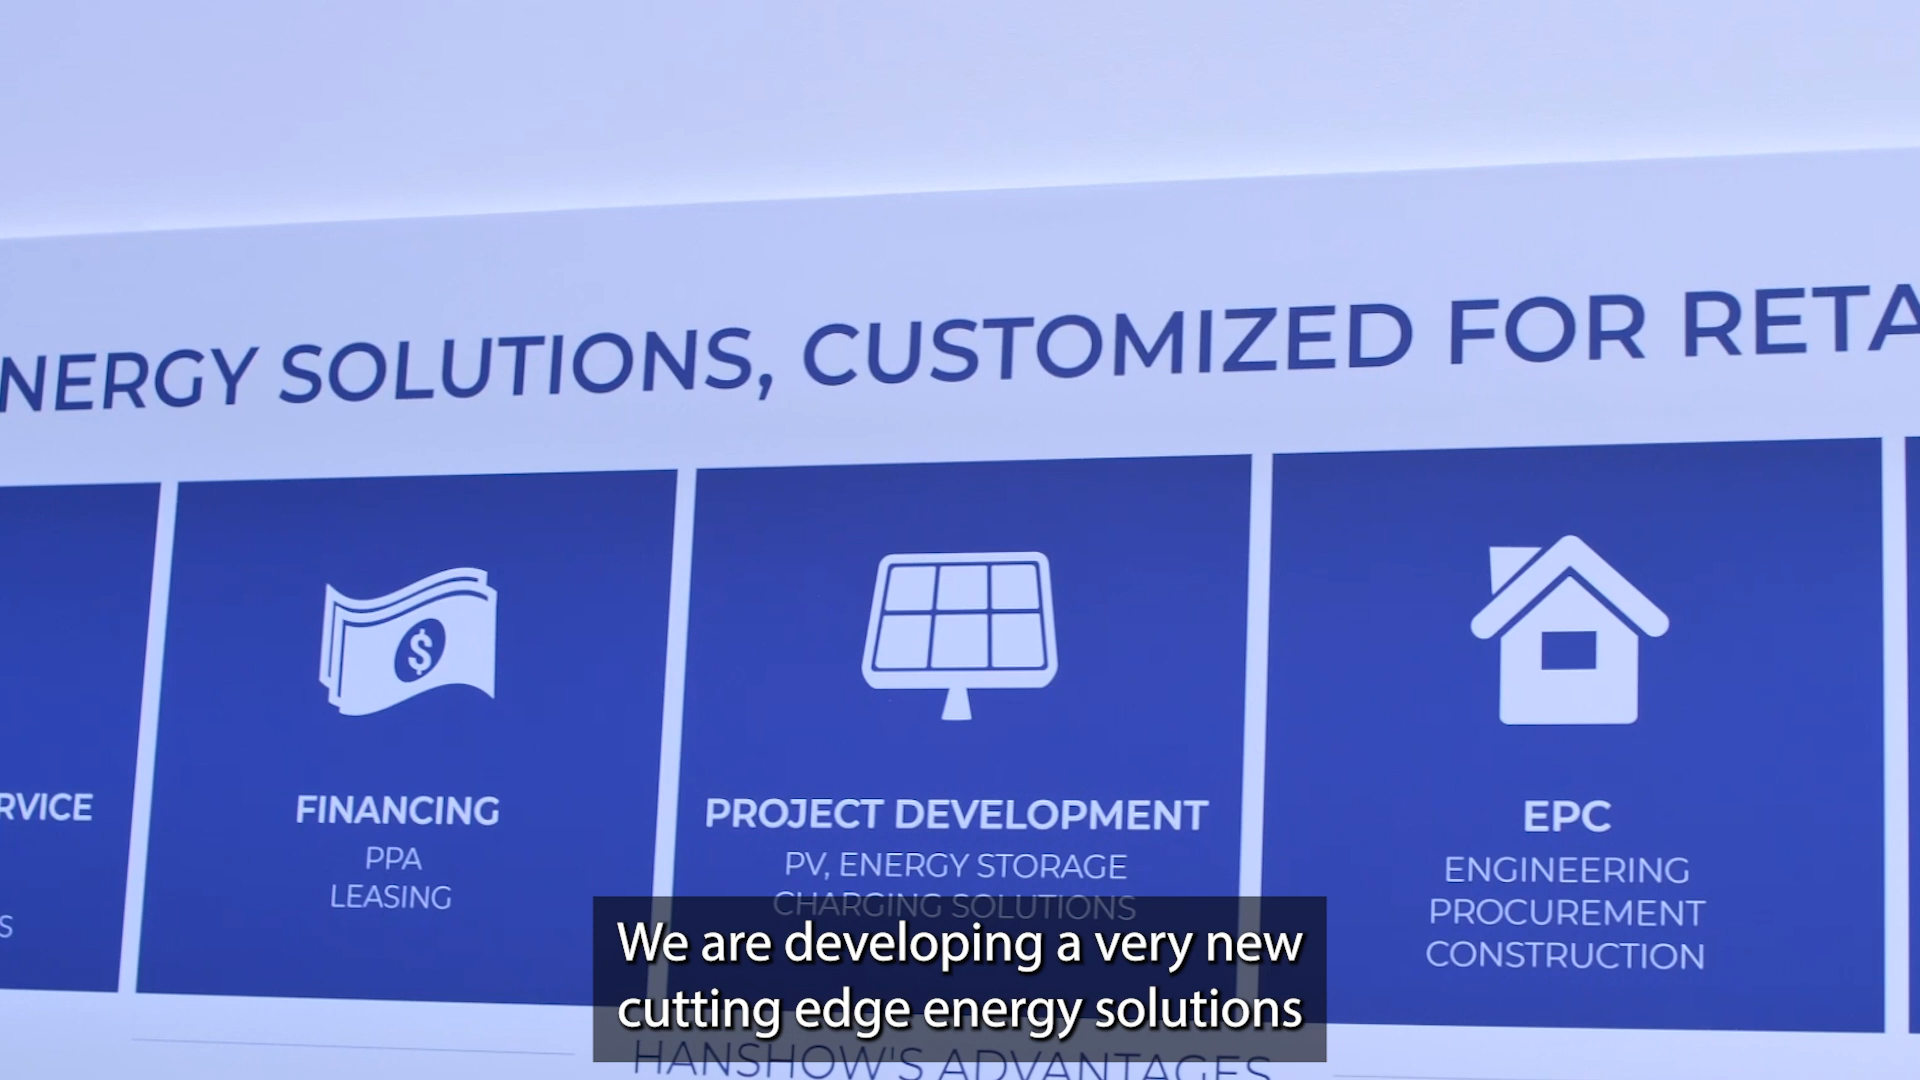 NERGY SOLUTIONS, CUSTOMIZED FOR RETA
RVICE
S
$
FINANCING
PPA
LEASING
PROJECT DEVELOPMENT
PV, ENERGY STORAGE
CHARGING SOLUTIONS
EPC
ENGINEERING
PROCUREMENT
CONSTRUCTION
We are developing a very new
cutting edge energy solutions
HANSHOW'S ADVANTAGES